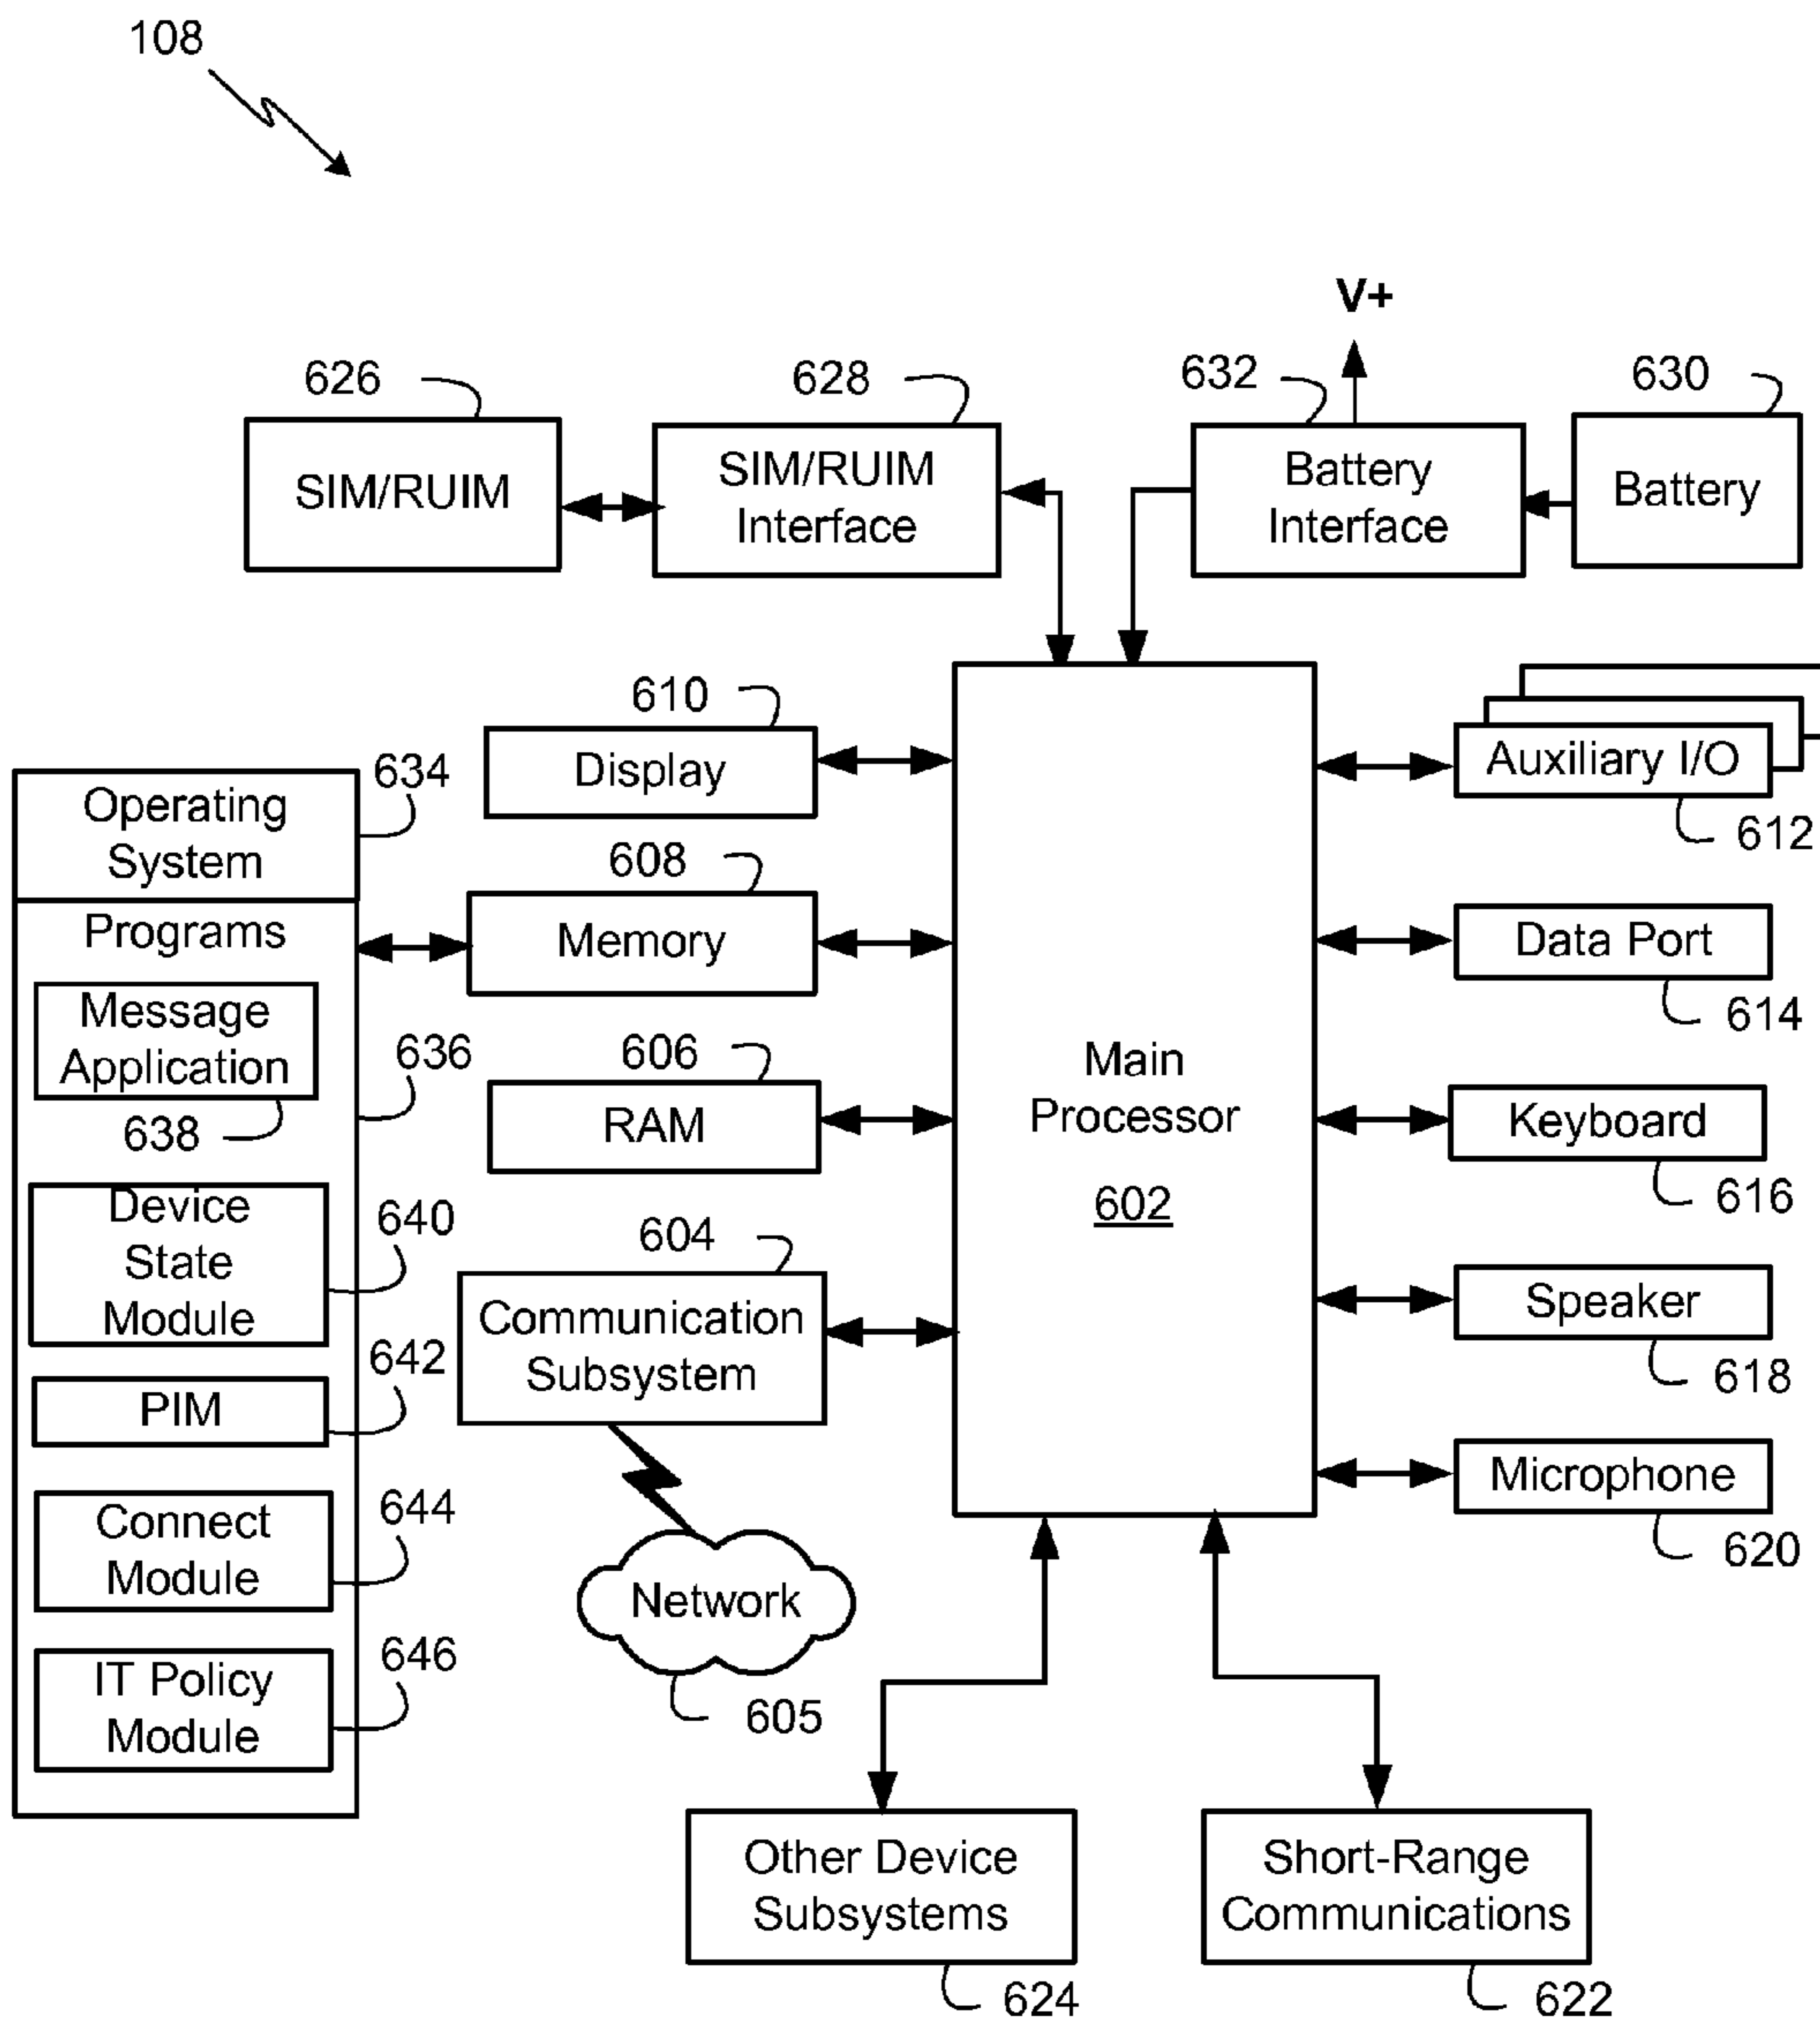 108
V+
626
628
632
630
SIM/RUIM
SIM/RUIM
Interface
Battery
Interface
Battery
610
Display
634
Operating
System
608
Memory
Programs
Message
Application
638
636
606
RAM
Device
State
Module
640
604
Communication
Subsystem
642
PIM
Connect
Module
644
Network
605
IT Policy
Module
646
Main
Processor
602
Auxiliary I/O
612
Data Port
614
Keyboard
616
Speaker
618
Microphone
620
Other Device
Subsystems
624
Short-Range
Communications
622